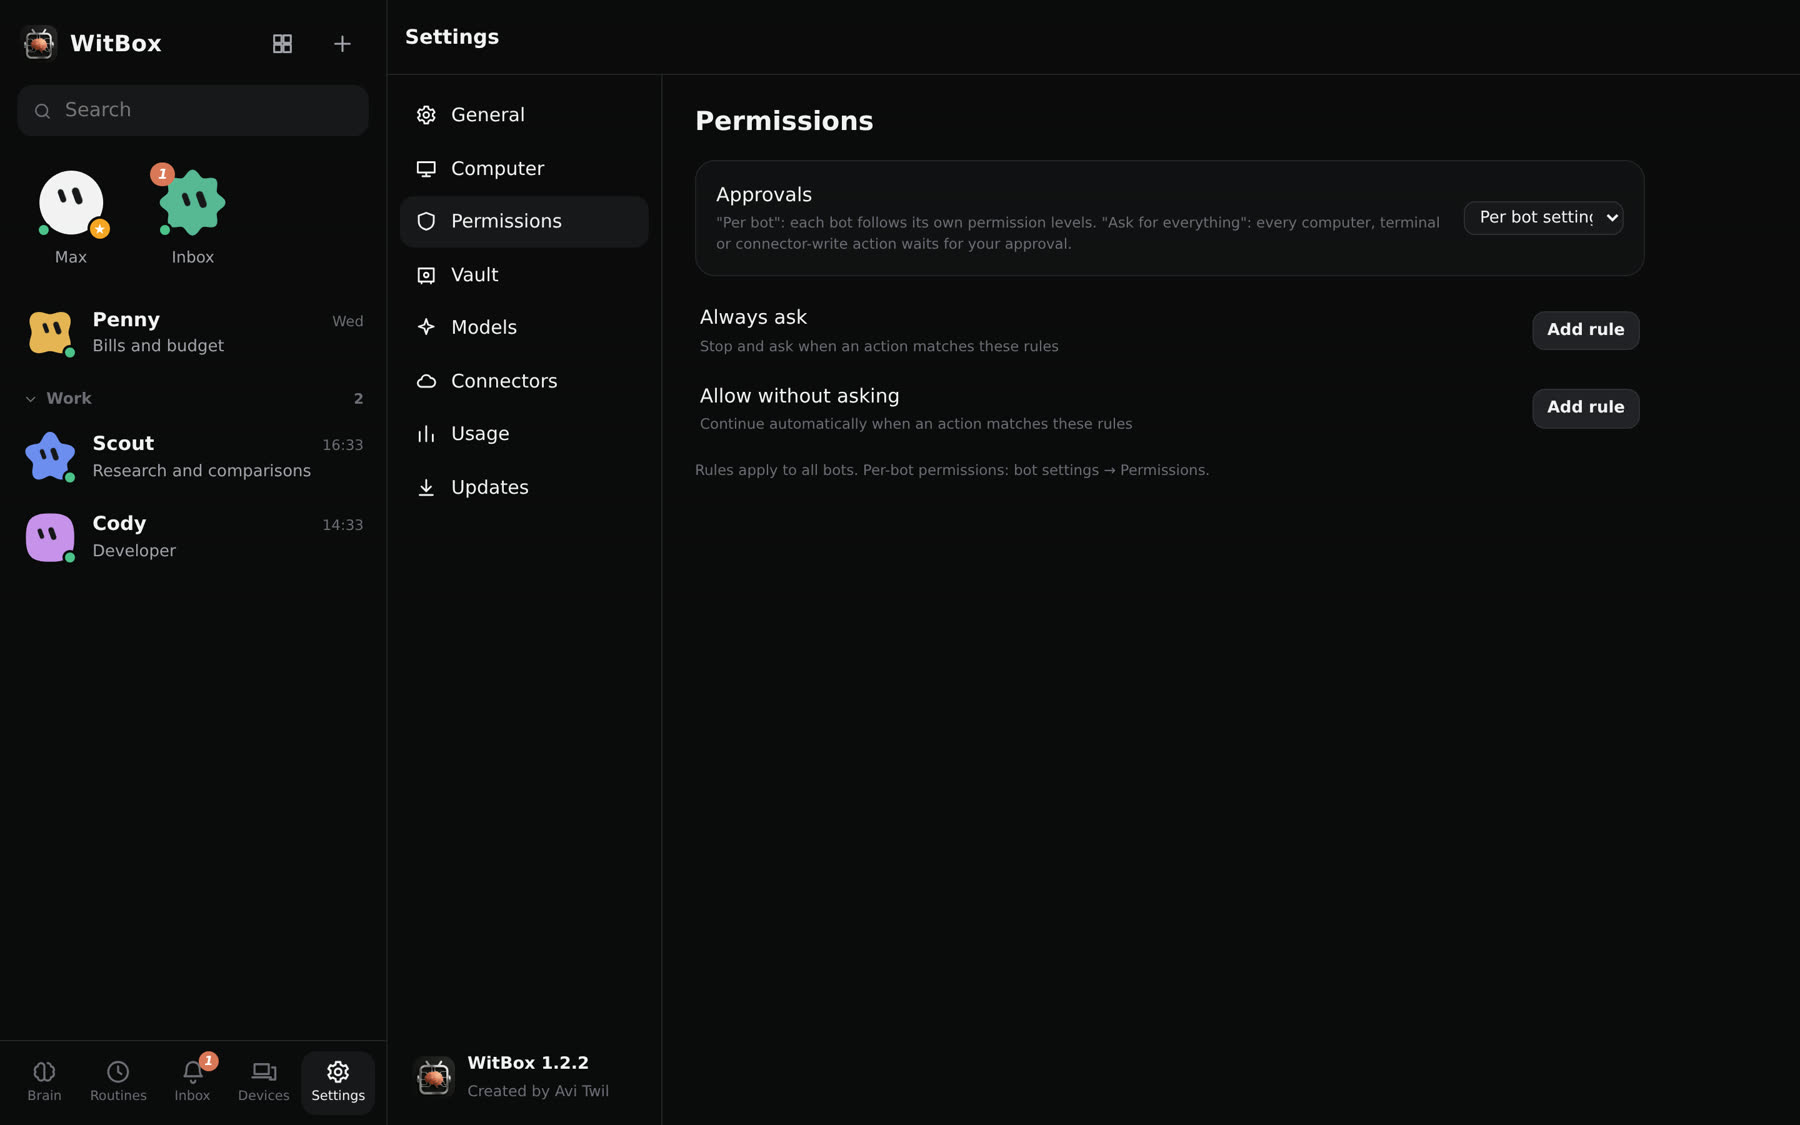 WitBox
Search
1
Max
Inbox
Penny
Wed
Bills and budget
Work
2
Scout
16:33
Research and comparisons
Cody
14:33
Developer
Brain
Routines
1
Inbox
Devices
Settings
Settings
General
Computer
Permissions
Vault
Models
Connectors
Usage
Updates
WitBox 1.2.2
Created by Avi Twil
Permissions
Approvals
"Per bot": each bot follows its own permission levels. "Ask for everything": every computer, terminal
or connector-write action waits for your approval.
Per bot setting
Always ask
Stop and ask when an action matches these rules
Add rule
Allow without asking
Continue automatically when an action matches these rules
Add rule
Rules apply to all bots. Per-bot permissions: bot settings → Permissions.